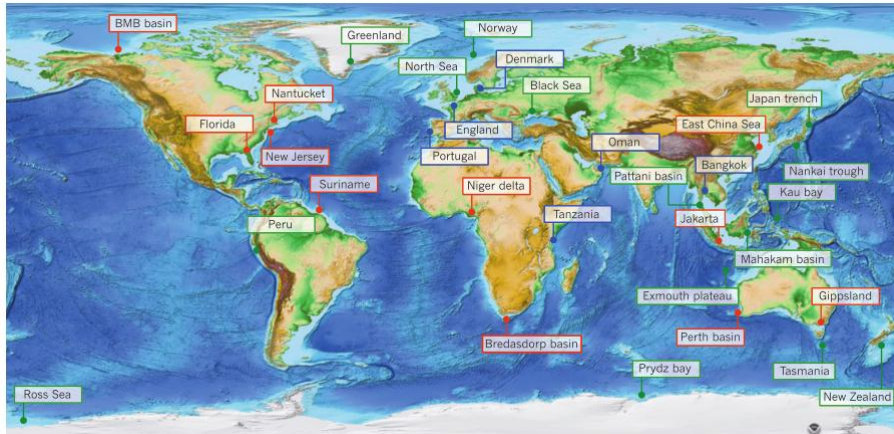 BMB basin
Norway
Greenland
Denmark
North Sea
Black Sea
Nantucket
Japan trench
Florida
East China Sea
England
Oman
New Jersey
Portugal
Bangkok
Nankai trough
Pattani basin
Suriname
Niger delta
Kau bay
Tanzania
Jakarta
Peru
Mahakam basin
Exmouth plateau
Gippsland
Perth basin
Bredasdorp basin
Prydz bay
Tasmania
Ross Sea
New Zealand